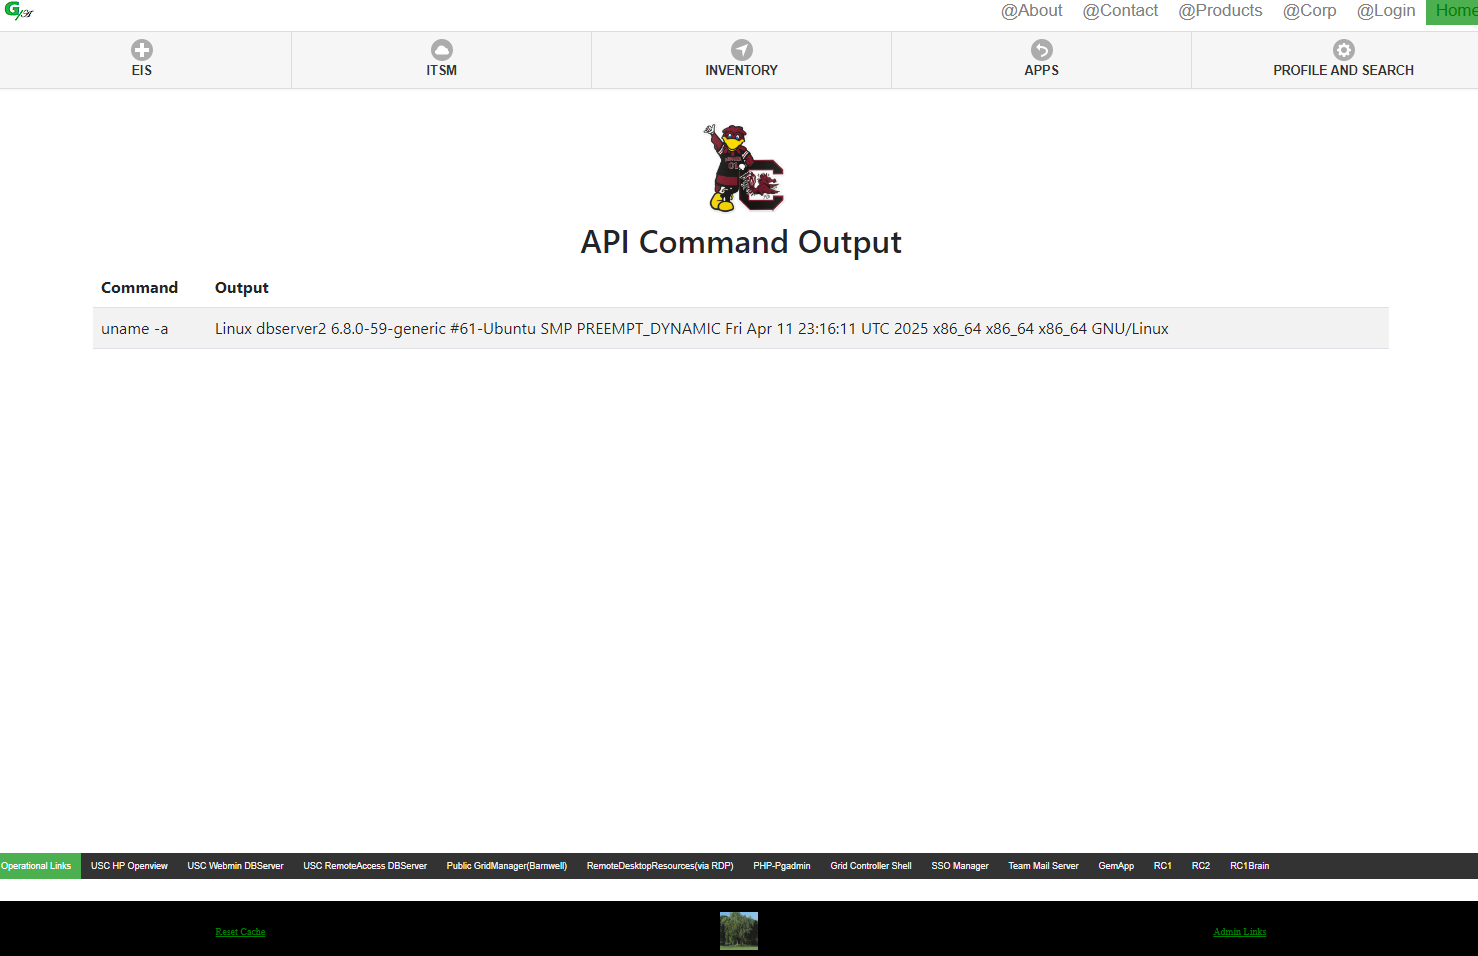 G/A
@About @Contact @Products @Corp @Login Home
EIS ITSM INVENTORY APPS PROFILE AND SEARCH
API Command Output
Command Output
uname -a Linux dbserver2 6.8.0-59-generic #61-Ubuntu SMP PREEMPT_DYNAMIC Fri Apr 11 23:16:11 UTC 2025 x86_64 x86_64 x86_64 GNU/Linux
Operational Links USC HP Openview USC Webmin DBServer USC RemoteAccess DBServer Public GridManager(Barnwell) RemoteDesktopResources(via RDP) PHP-Pgadmin Grid Controller Shell SSO Manager Team Mail Server GemApp RC1 RC2 RC1Brain
Reset Cache Admin Links